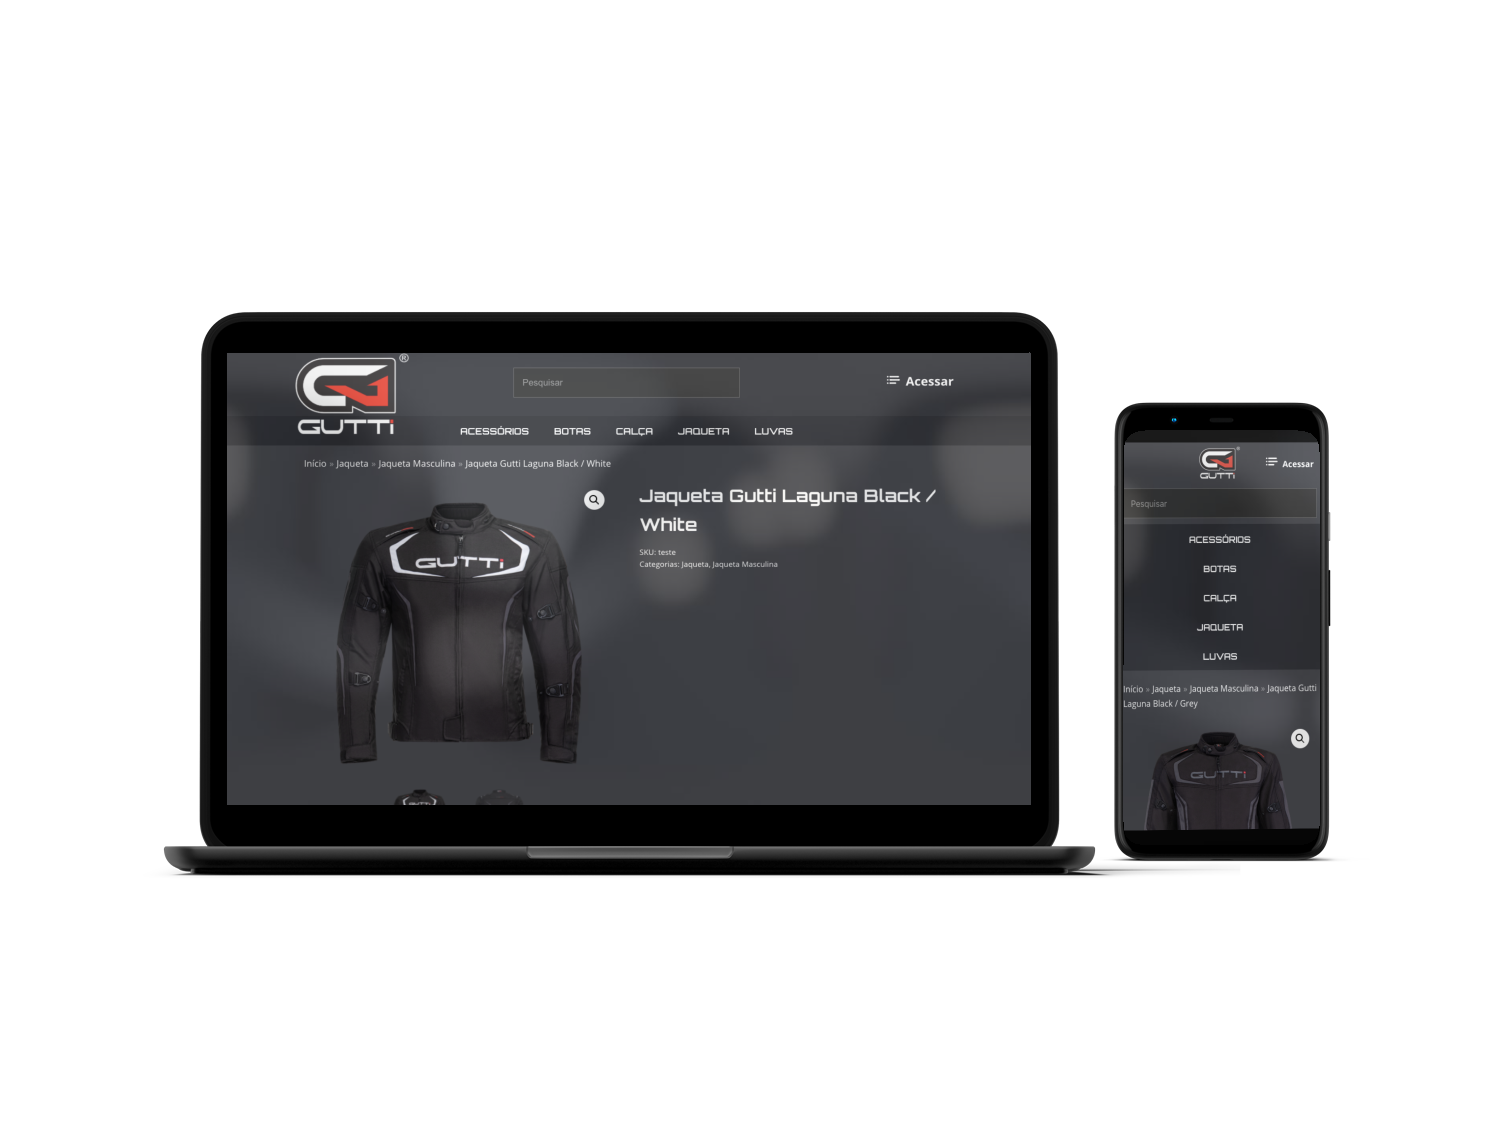 ®
GUTTi
Pesquisar
Acessar
ACESSÓRIOS BOTAS CALÇA JAQUETA LUVAS
Início » Jaqueta » Jaqueta Masculina » Jaqueta Gutti Laguna Black / White
Jaqueta Gutti Laguna Black /
White
SKU: teste
Categorias: Jaqueta, Jaqueta Masculina
GUTTi
GUTTi
Acessar
Pesquisar
ACESSÓRIOS
BOTAS
CALÇA
JAQUETA
LUVAS
Início » Jaqueta » Jaqueta Masculina » Jaqueta Gutti
Laguna Black / Grey
GUTTi